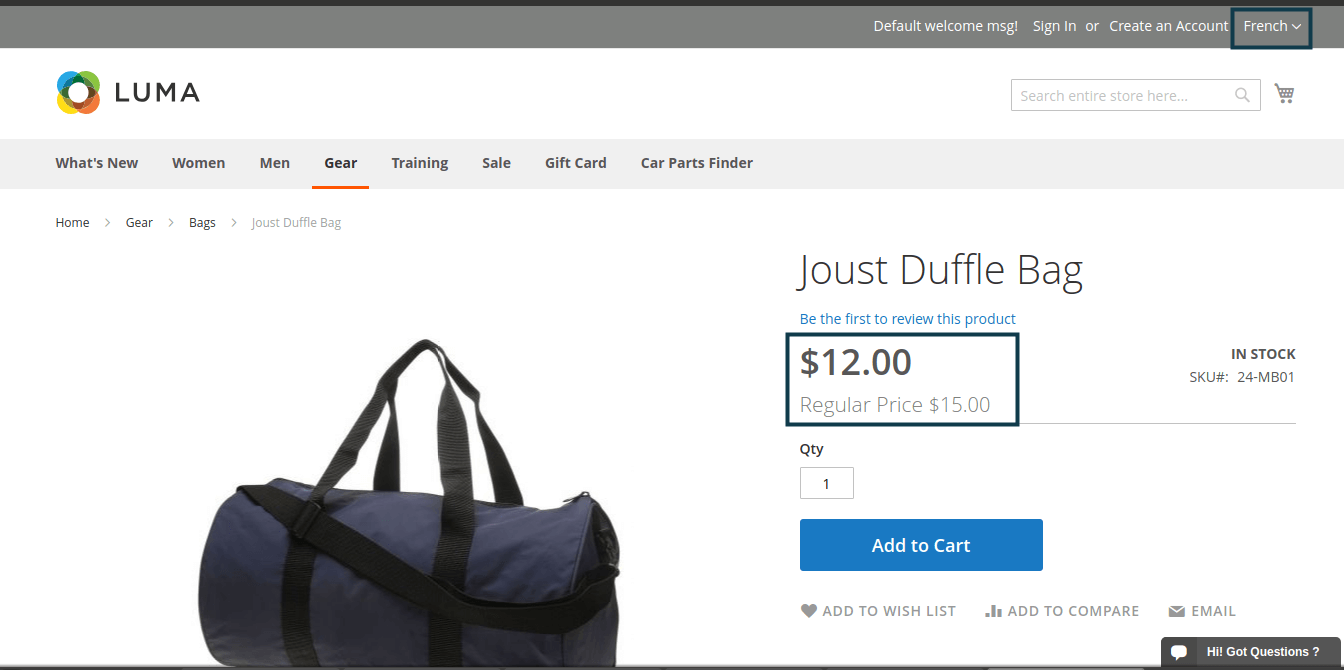 Default welcome msg! Sign In or Create an Account French
LUMA
Search entire store here...
What's New Women Men Gear Training Sale Gift Card Car Parts Finder
Home Gear Bags Joust Duffle Bag
Joust Duffle Bag
Be the first to review this product
$12.00
IN STOCK
Regular Price $15.00
SKU#: 24-MB01
Qty
1
Add to Cart
ADD TO WISH LIST ADD TO COMPARE EMAIL
Hi! Got Questions ?